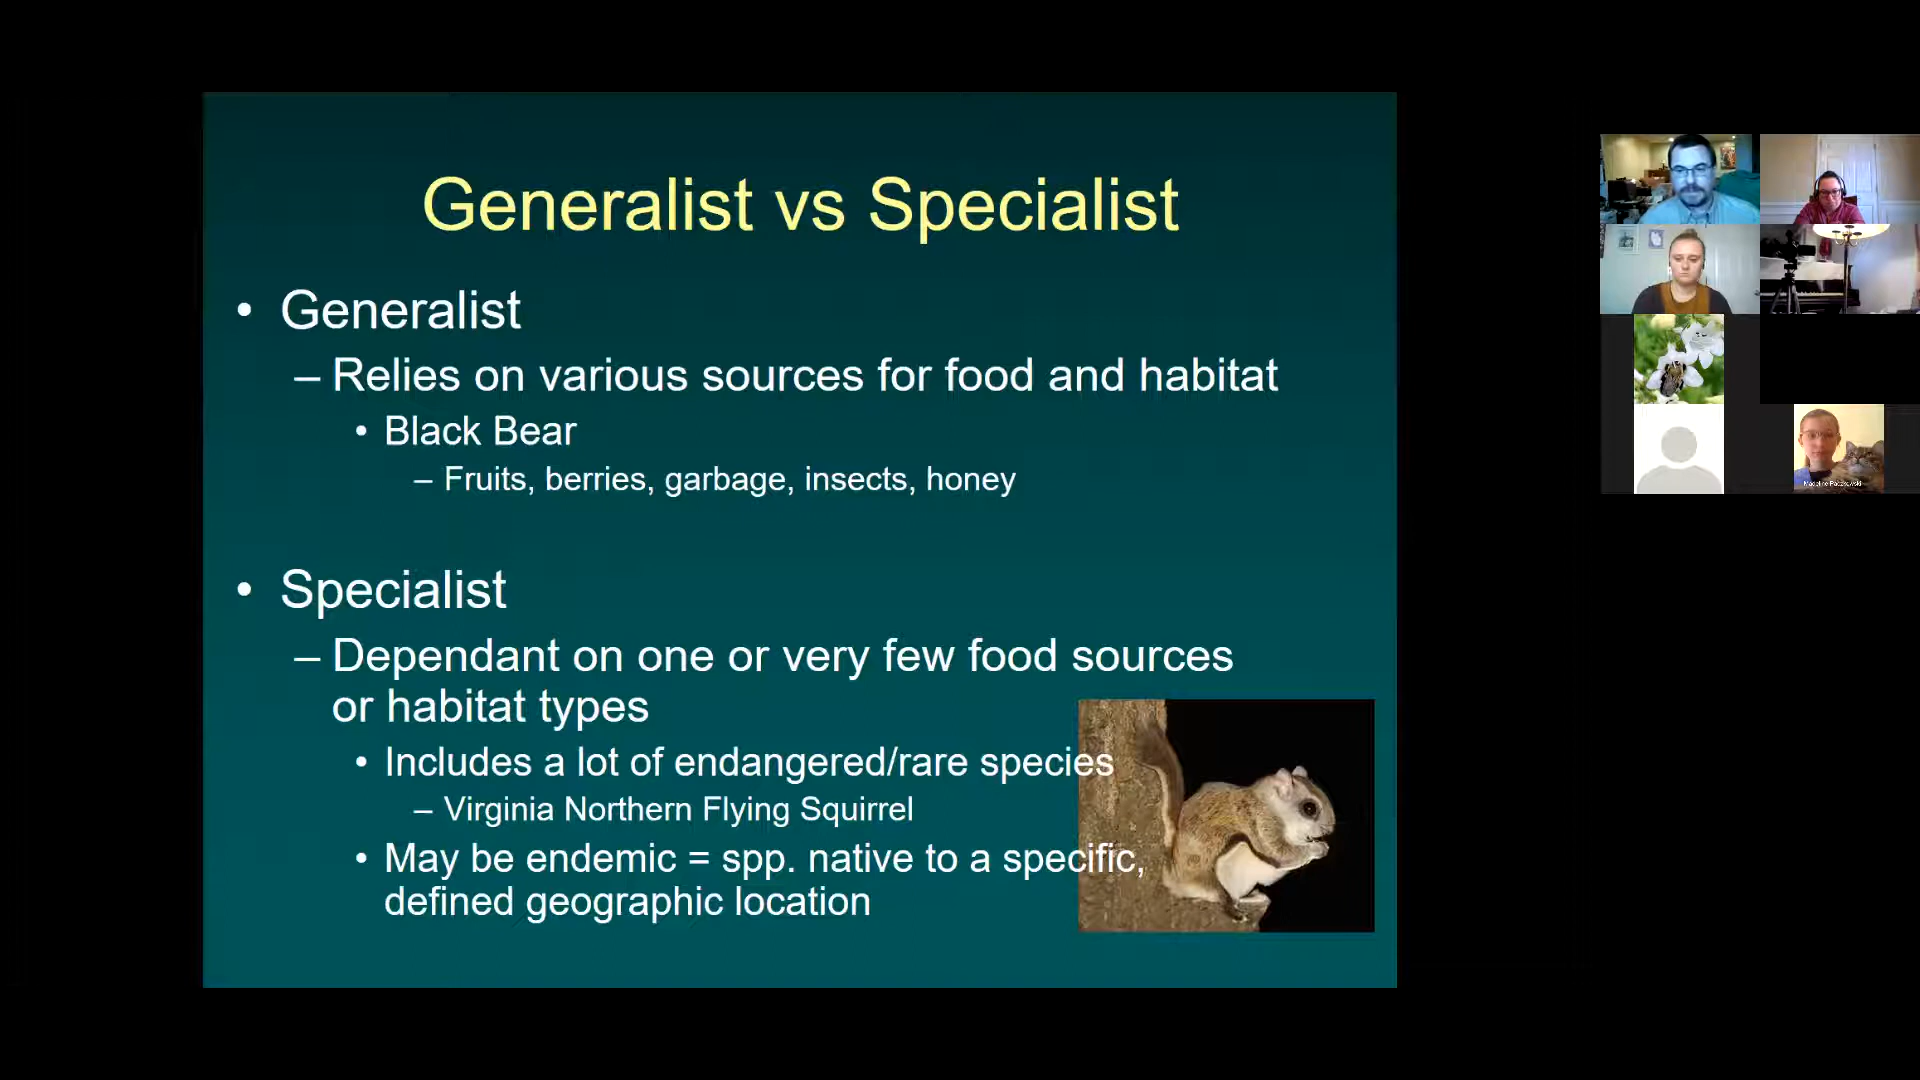 Generalist vs Specialist
• Generalist
– Relies on various sources for food and habitat
• Black Bear
– Fruits, berries, garbage, insects, honey
• Specialist
– Dependant on one or very few food sources
or habitat types
• Includes a lot of endangered/rare species
– Virginia Northern Flying Squirrel
• May be endemic = spp. native to a specific,
defined geographic location
Madeline